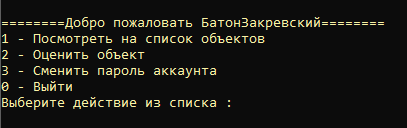 ========Добро пожаловать БатонЗакревский========
1 - Посмотреть на список объектов
2 - Оценить объект
3 - Сменить пароль аккаунта
0 - Выйти
Выберите действие из списка :